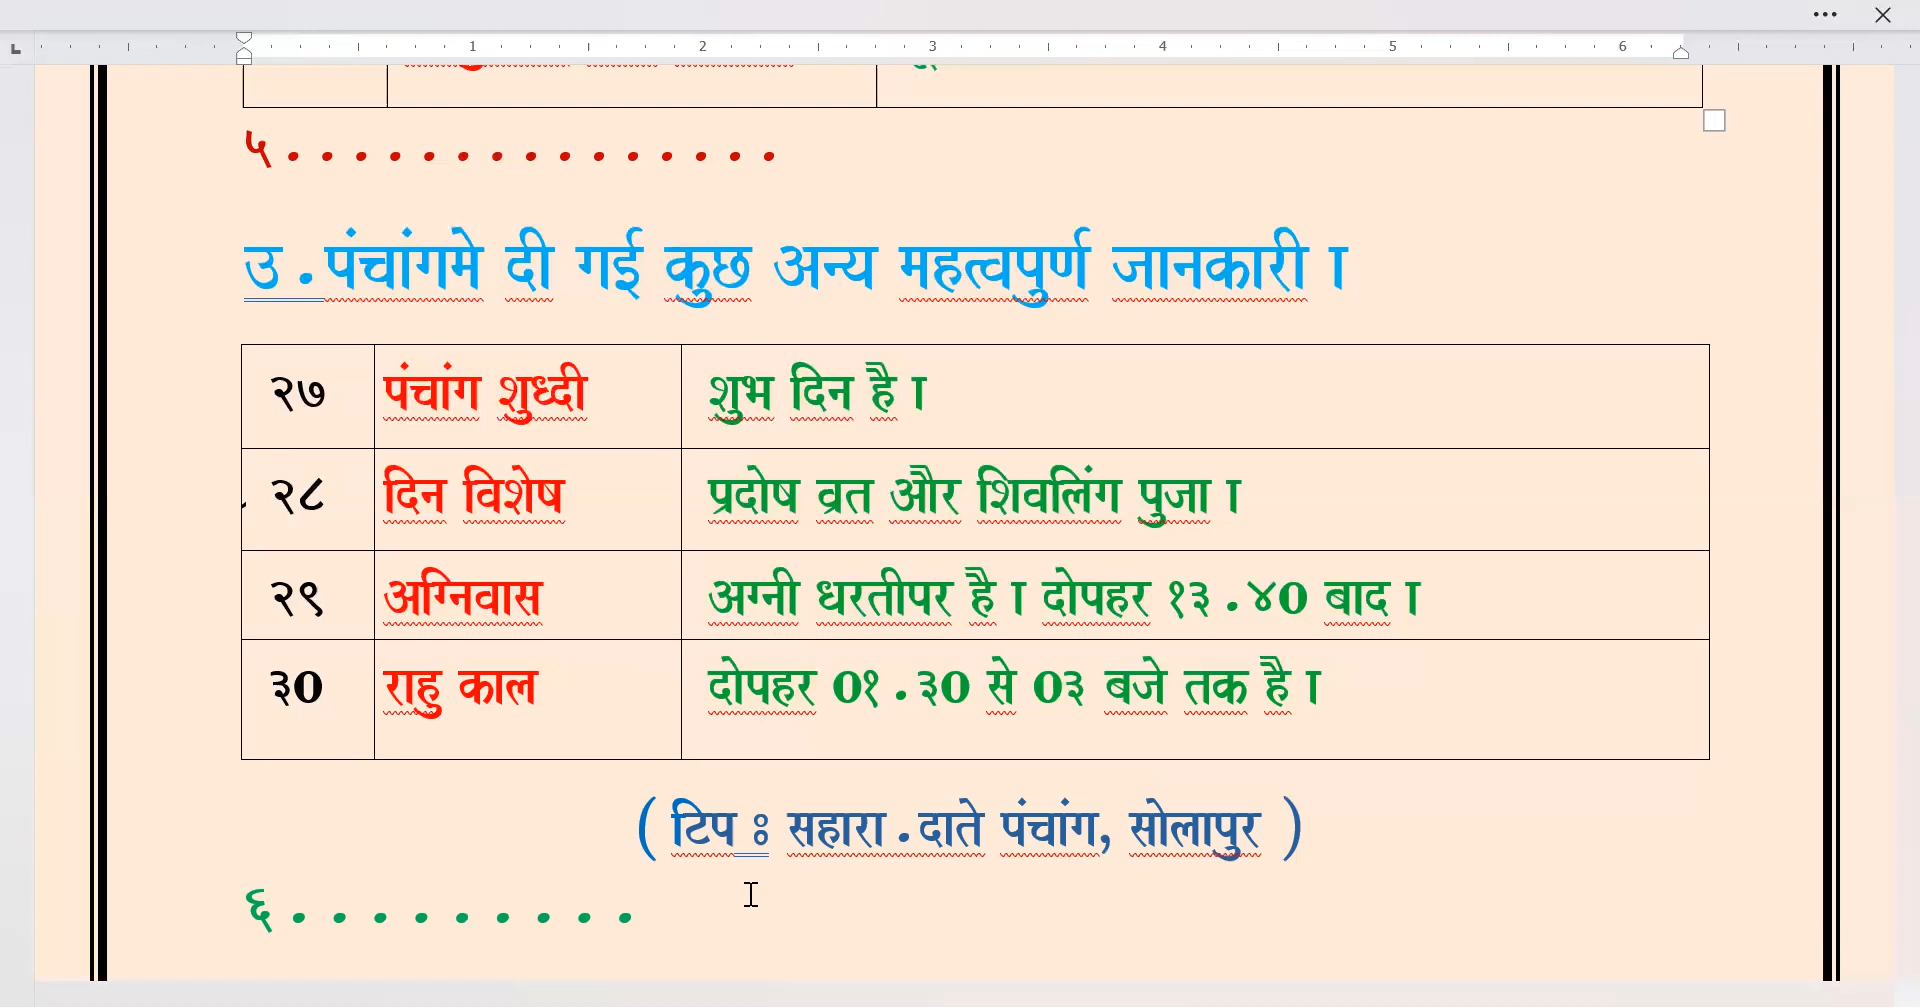 1 2 3 4 5 6
५...............
उ.पंचांगमे दी गई कुछ अन्य महत्वपुर्ण जानकारी ।
२७ पंचांग शुध्दी शुभ दिन है ।
२८ दिन विशेष प्रदोष व्रत और शिवलिंग पुजा ।
२९ अग्निवास अग्नी धरतीपर है । दोपहर १३.४0 बाद ।
३0 राहु काल दोपहर 0१.३0 से 0३ बजे तक है ।
( टिप ः सहारा.दाते पंचांग, सोलापुर )
६.........